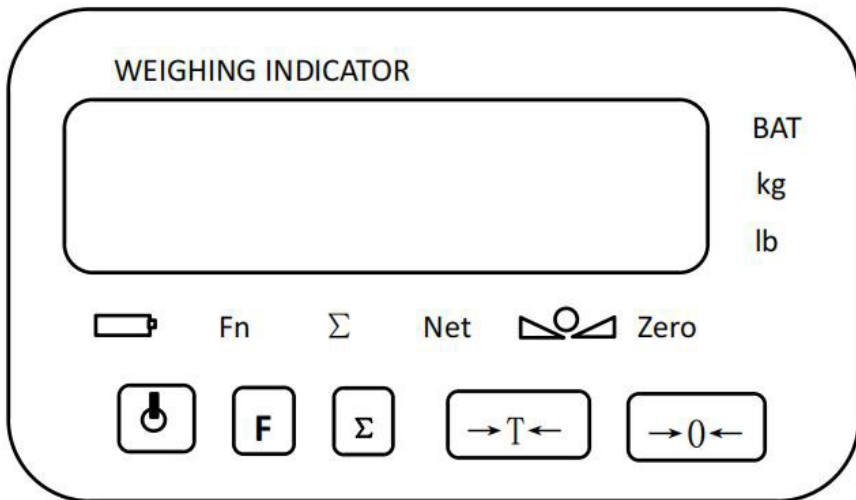 WEIGHING INDICATOR
BAT
kg
lb
Fn Σ Net Zero
F Σ →T← →0←